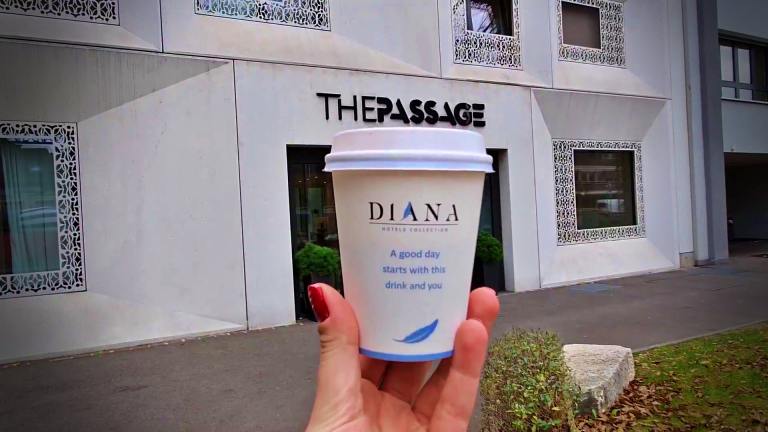 THEPASSAGE
DIANA
HOTELS COLLECTION
A good day
starts with this
drink and you